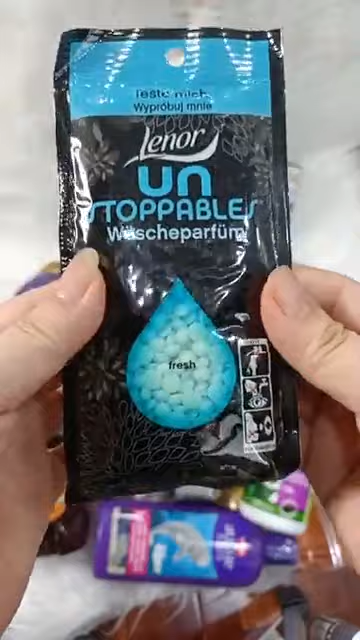 Teste mich
Wypróbuj mnie
Lenor
UN
STOPPABLES
Wäscheparfüm
fresh